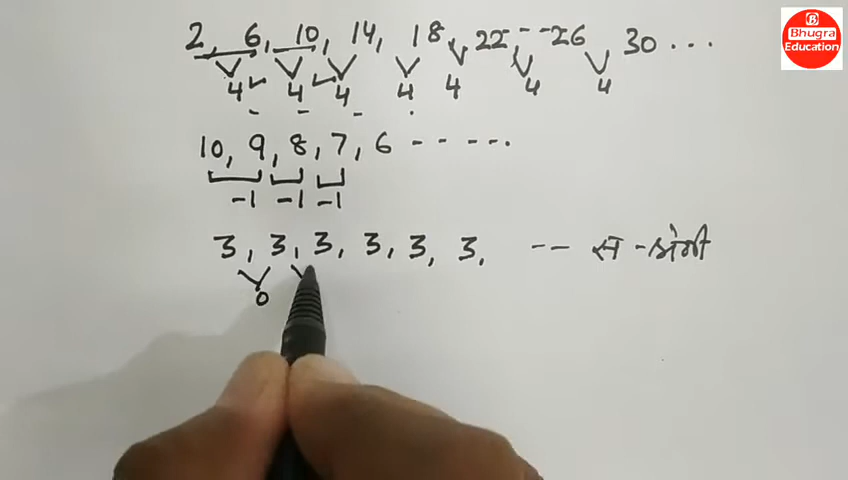 2, 6, 10, 14, 18, 22, -- 26, 30 ...
4 4 4 4 4 4 4
10, 9, 8, 7, 6 - - - - -.
-1 -1 -1
3, 3, 3, 3, 3, 3, -- स -श्रेणी
0
Bhugra
Education